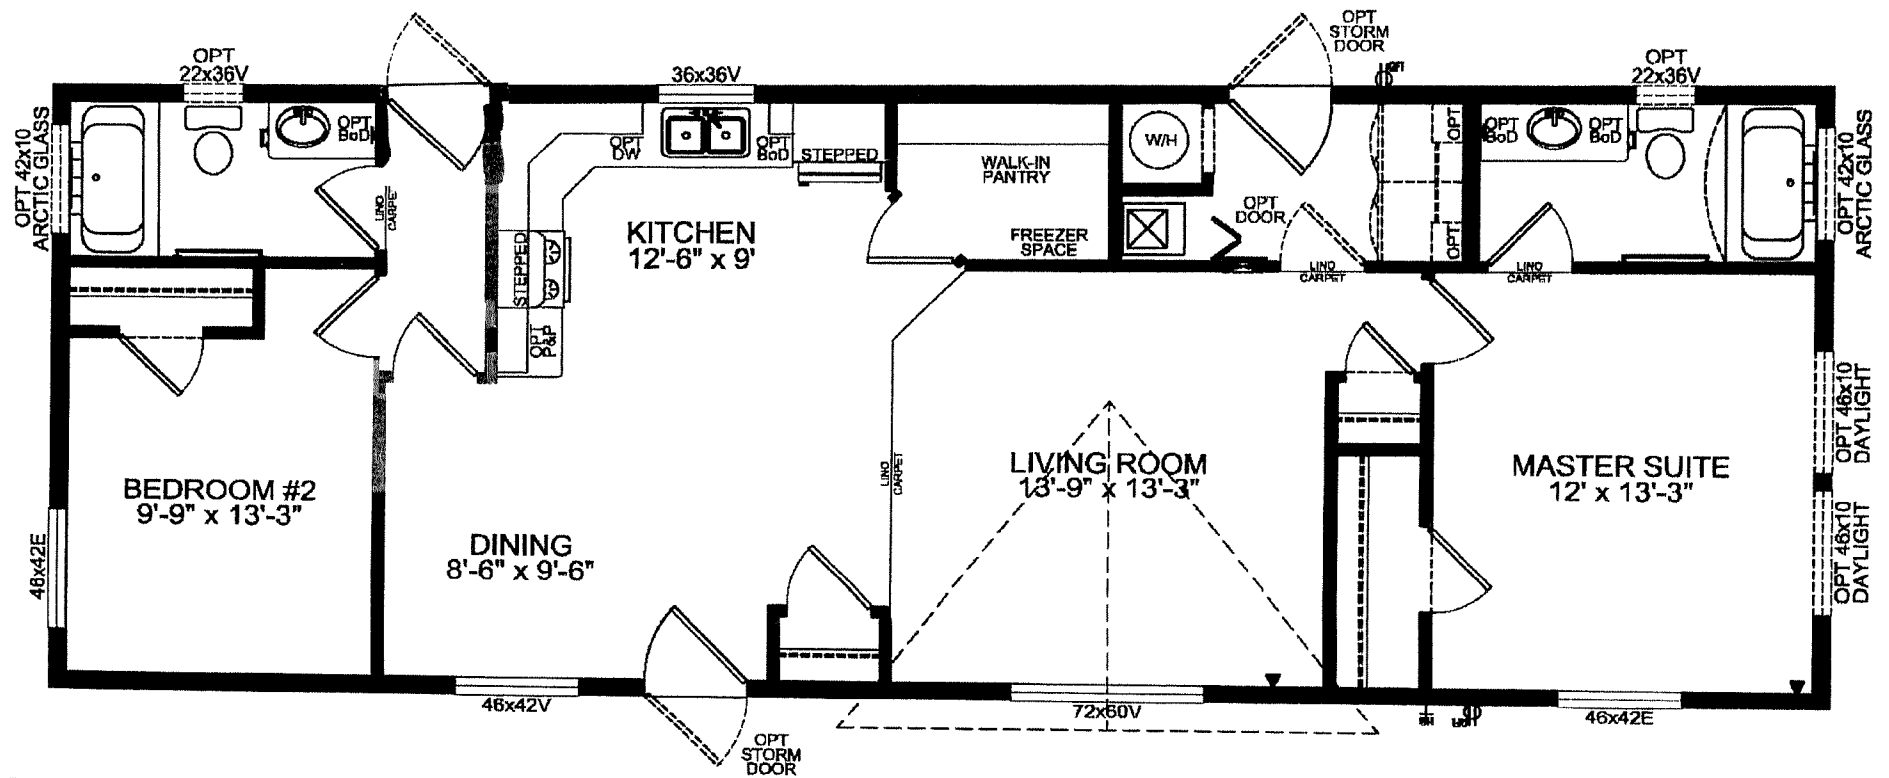 OPT
22x36V
36x36V
OPT
STORM
DOOR
OPT
22x36V
OPT 42x10
ARCTIC GLASS
OPT
BoD
LINO
CARPET
OPT
DW
OPT
BoD
STEPPED
WALK-IN
PANTRY
FREEZER
SPACE
W/H
OPT
DOOR
OPT
OPT
OPT
BoD
OPT
BoD
OPT 42x10
ARCTIC GLASS
KITCHEN
12'-6" x 9'
STEPPED
OPT
P&P
LINO
CARPET
LINO
CARPET
BEDROOM #2
9'-9" x 13'-3"
DINING
8'-6" x 9'-6"
LINO
CARPET
LIVING ROOM
13'-9" x 13'-3"
MASTER SUITE
12' x 13'-3"
OPT 46x10
DAYLIGHT
OPT 46x10
DAYLIGHT
46x42E
46x42V
OPT
STORM
DOOR
72x60V
46x42E